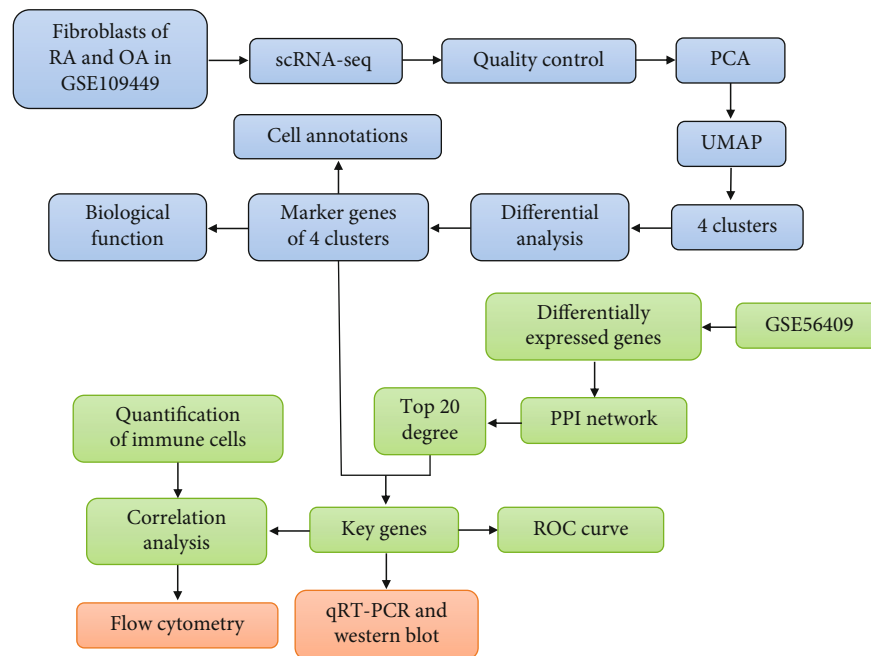 Fibroblasts of
RA and OA in
GSE109449
scRNA-seq
Quality control
PCA
Cell annotations
UMAP
Biological
function
Marker genes
of 4 clusters
Differential
analysis
4 clusters
Differentially
expressed genes
GSE56409
Quantification
of immune cells
Top 20
degree
PPI network
Correlation
analysis
Key genes
ROC curve
Flow cytometry
qRT-PCR and
western blot